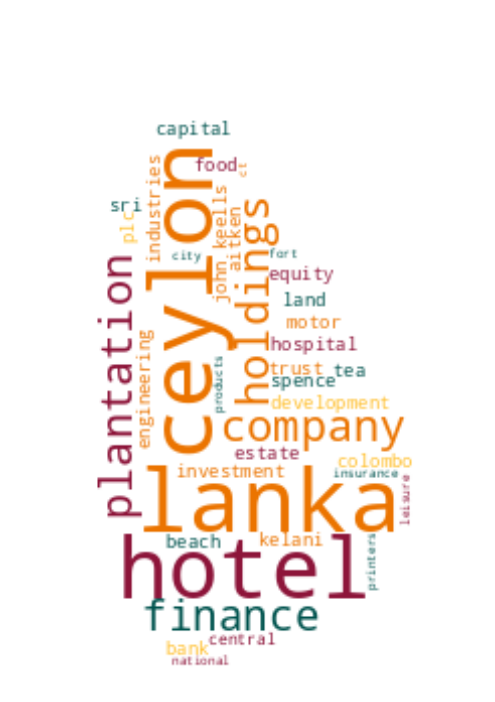 capital
food
ct
industries
ceylon
sri
plc
john keells
aitken
holdings
city
fort
equity
plantation
land
motor
engineering
products
hospital
trust
tea
spence
development
company
estate
colombo
investment
insurance
lanka
leisure
beach
kelani
hotel
printers
finance
central
bank
national